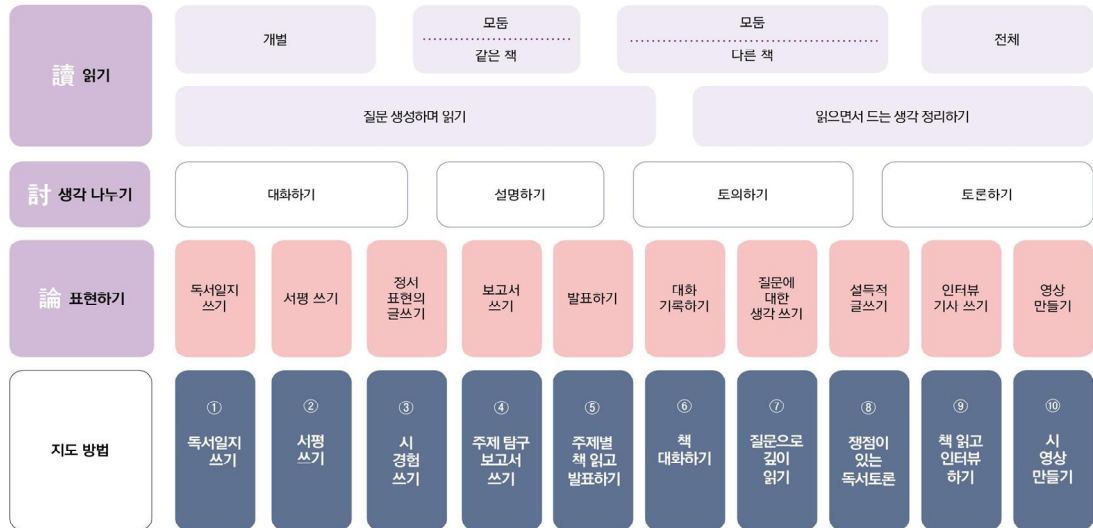 讀 읽기
개별
모둠
같은 책
모둠
다른 책
전체
질문 생성하며 읽기
읽으면서 드는 생각 정리하기
討 생각 나누기
대화하기
설명하기
토의하기
토론하기
論 표현하기
독서일지
쓰기
서평 쓰기
정서
표현의
글쓰기
보고서
쓰기
발표하기
대화
기록하기
질문에
대한
생각 쓰기
설득적
글쓰기
인터뷰
기사 쓰기
영상
만들기
지도 방법
①
독서일지
쓰기
②
서평
쓰기
③
시
경험
쓰기
④
주제 탐구
보고서
쓰기
⑤
주제별
책 읽고
발표하기
⑥
책
대화하기
⑦
질문으로
깊이
읽기
⑧
쟁점이
있는
독서토론
⑨
책 읽고
인터뷰
하기
⑩
시
영상
만들기